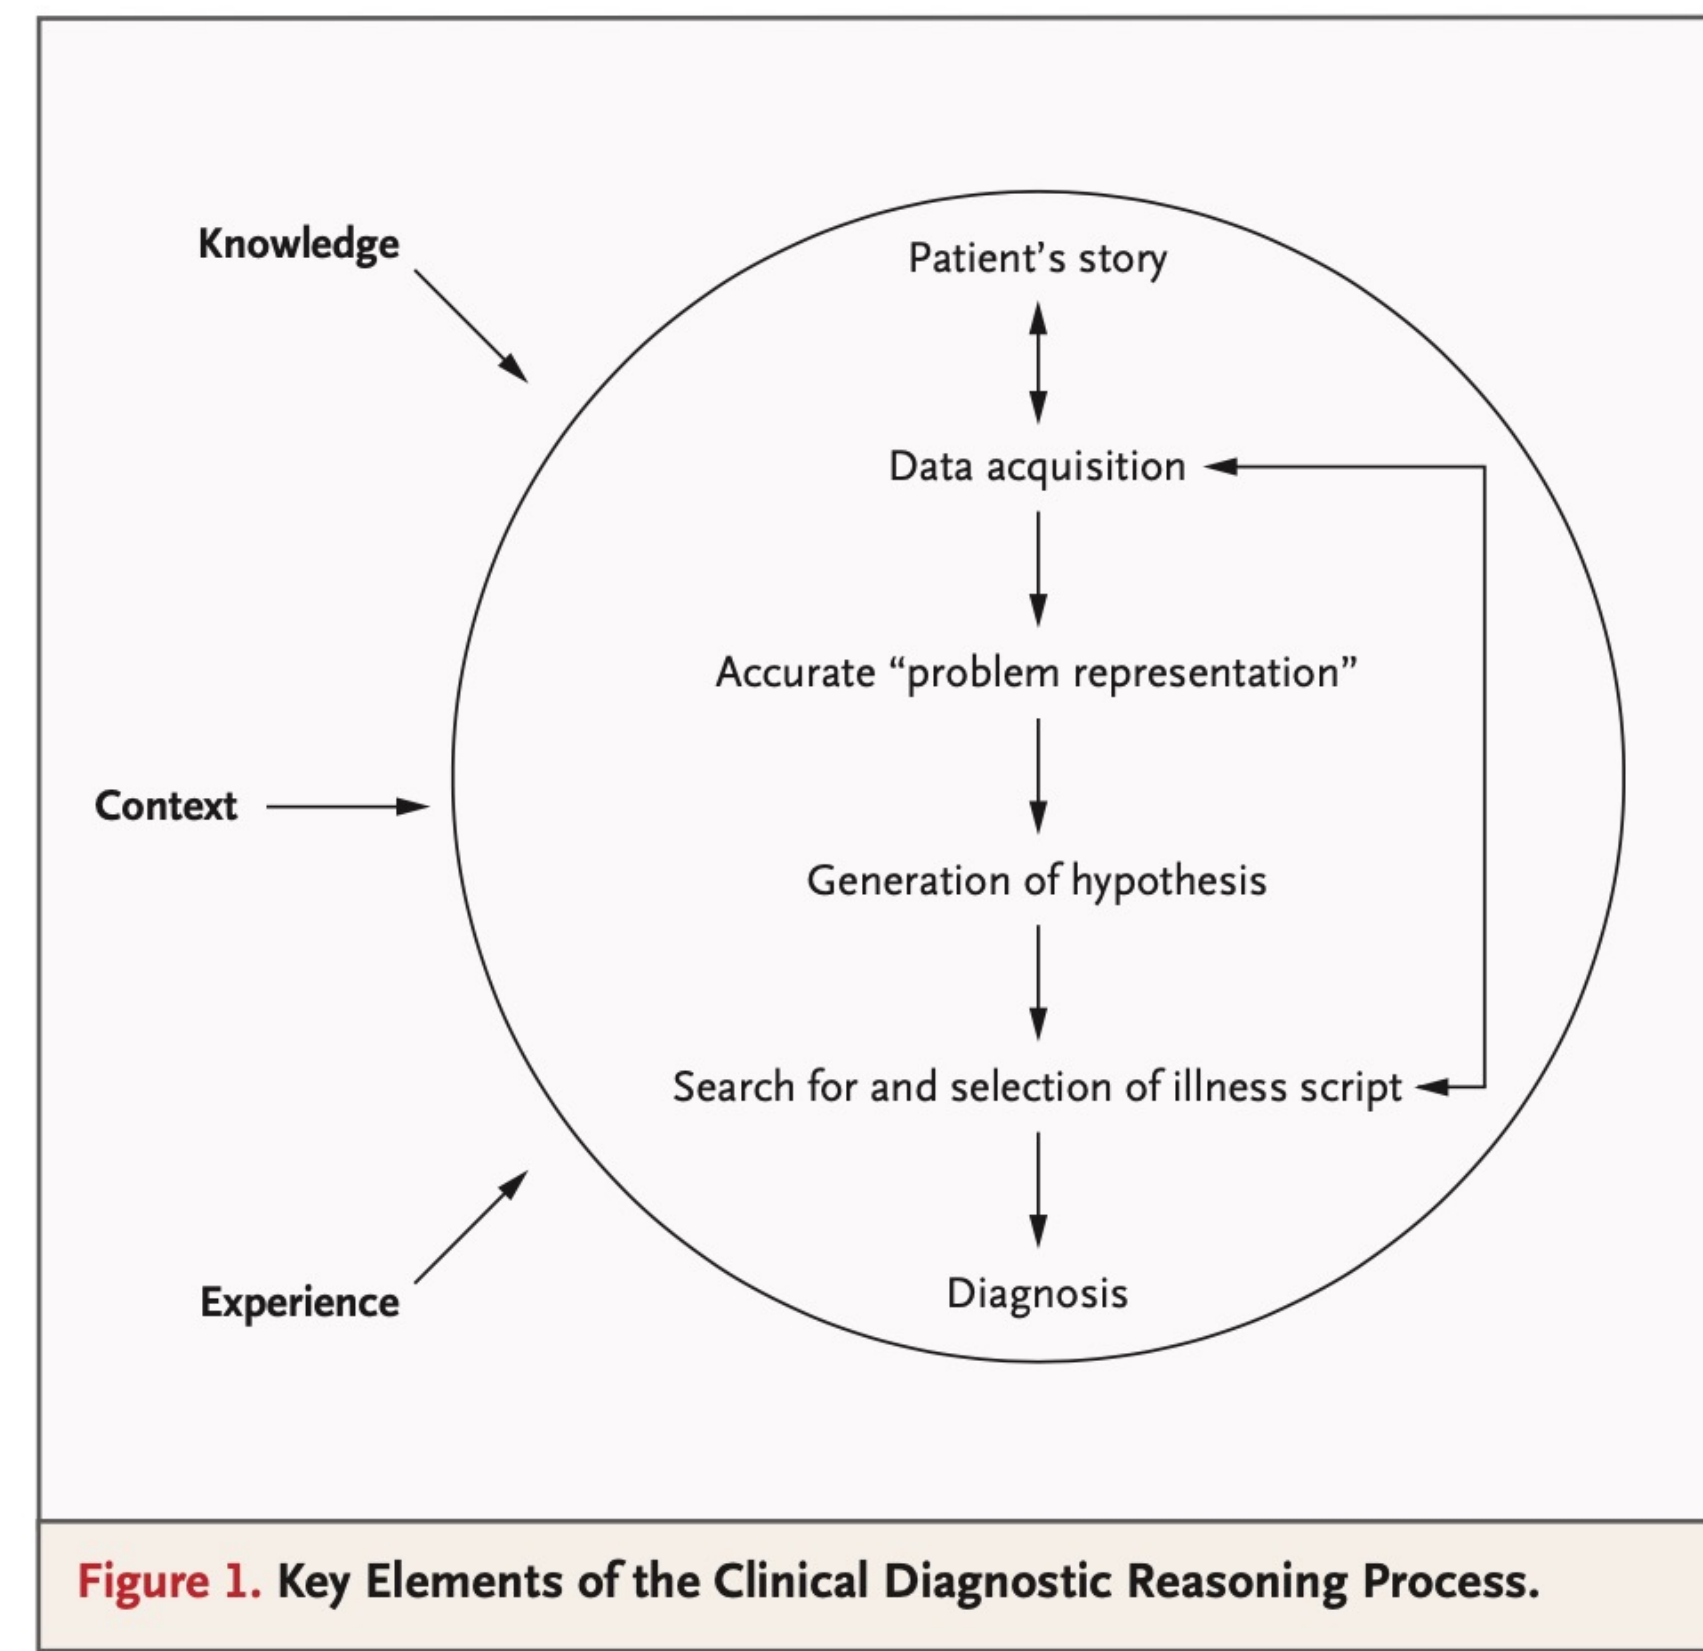 Knowledge
Patient’s story
Data acquisition
Accurate “problem representation”
Context
Generation of hypothesis
Search for and selection of illness script
Experience
Diagnosis
Figure 1. Key Elements of the Clinical Diagnostic Reasoning Process.